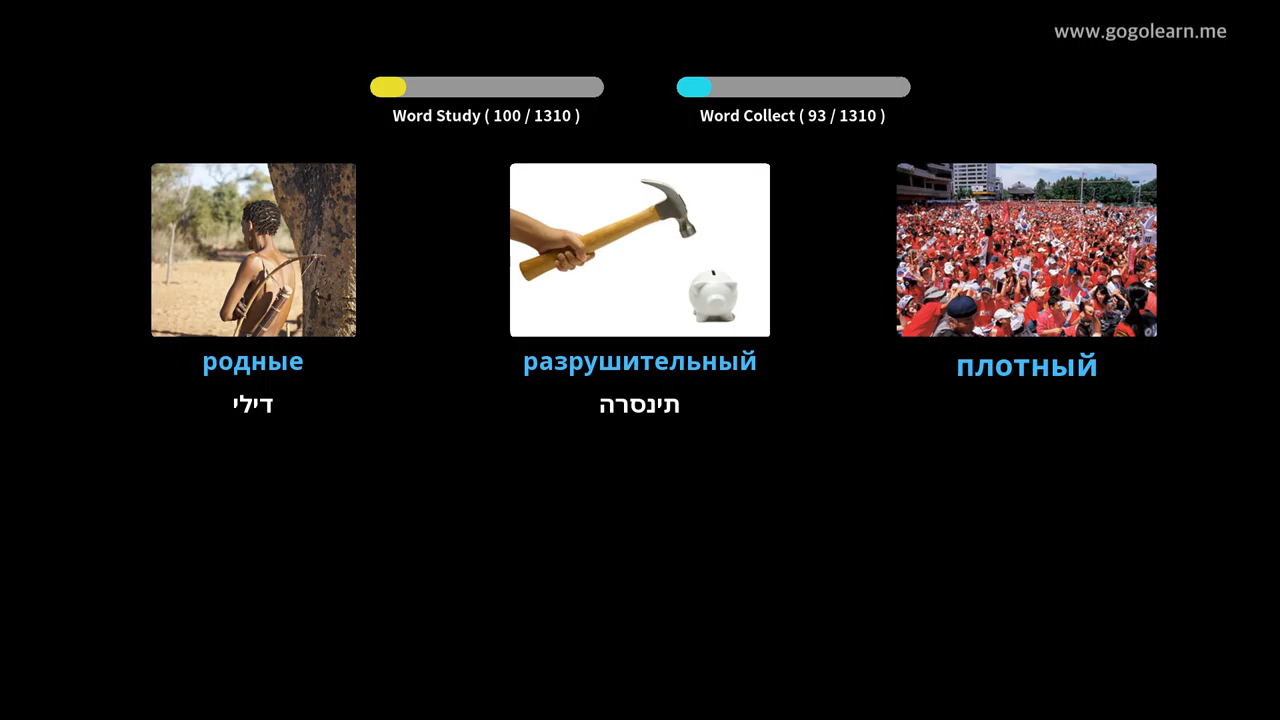 www.gogolearn.me
Word Study ( 100 / 1310 )
Word Collect ( 93 / 1310 )
родные
разрушительный
плотный
דילי
תינסרה